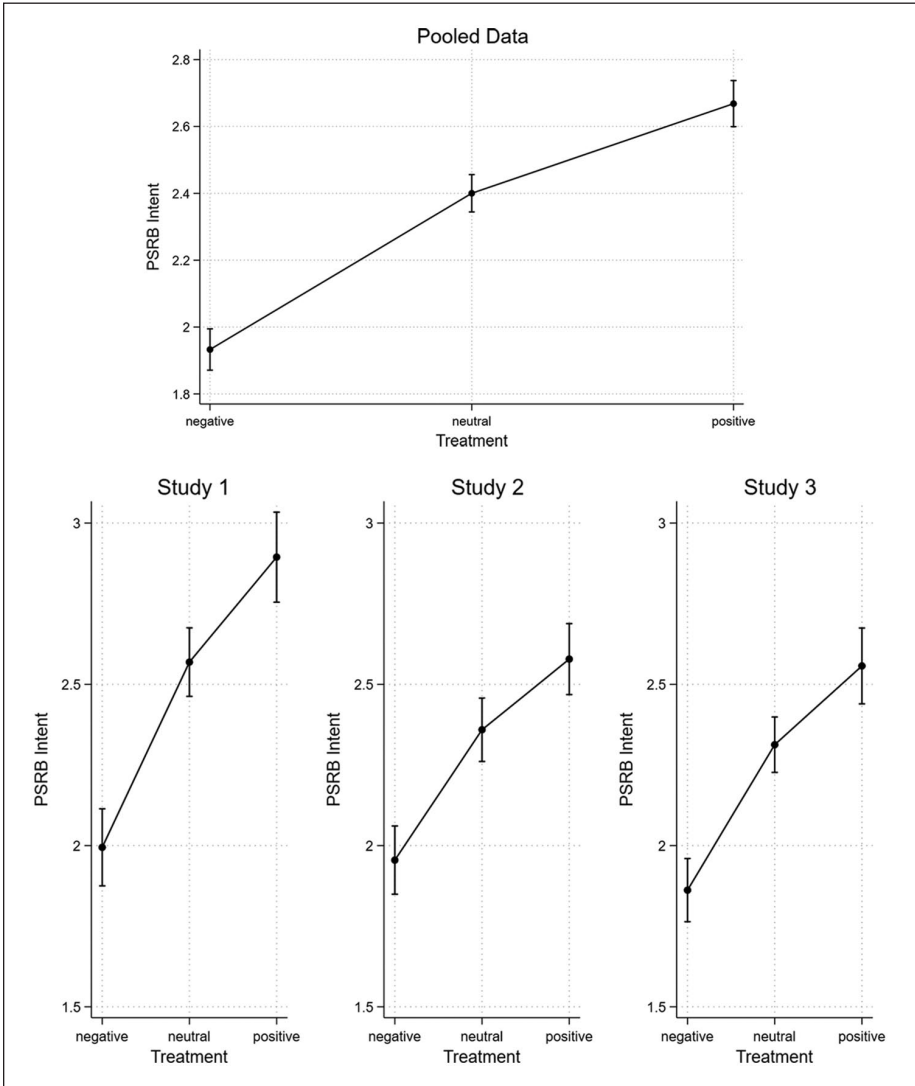 Pooled Data
2.8
2.6
2.4
2.2
2
1.8
PSRB Intent
negative neutral positive
Treatment
Study 1 Study 2 Study 3
3 3 3
2.5 2.5 2.5
2 2 2
1.5 1.5 1.5
PSRB Intent PSRB Intent PSRB Intent
negative neutral positive negative neutral positive negative neutral positive
Treatment Treatment Treatment